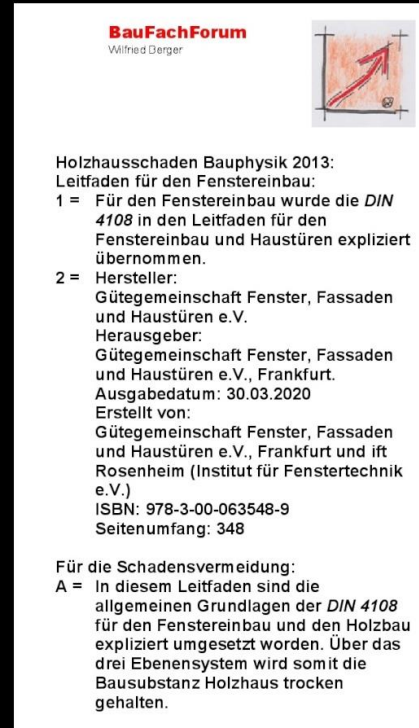 BauFachForum
Wilfried Berger
Holzhausschaden Bauphysik 2013:
Leitfaden für den Fenstereinbau:
1 = Für den Fenstereinbau wurde die DIN
4108 in den Leitfaden für den
Fenstereinbau und Haustüren expliziert
übernommen.
2 = Hersteller:
Gütegemeinschaft Fenster, Fassaden
und Haustüren e.V.
Herausgeber:
Gütegemeinschaft Fenster, Fassaden
und Haustüren e.V., Frankfurt.
Ausgabedatum: 30.03.2020
Erstellt von:
Gütegemeinschaft Fenster, Fassaden
und Haustüren e.V., Frankfurt und ift
Rosenheim (Institut für Fenstertechnik
e.V.)
ISBN: 978-3-00-063548-9
Seitenumfang: 348
Für die Schadensvermeidung:
A = In diesem Leitfaden sind die
allgemeinen Grundlagen der DIN 4108
für den Fenstereinbau und den Holzbau
expliziert umgesetzt worden. Über das
drei Ebenensystem wird somit die
Bausubstanz Holzhaus trocken
gehalten.